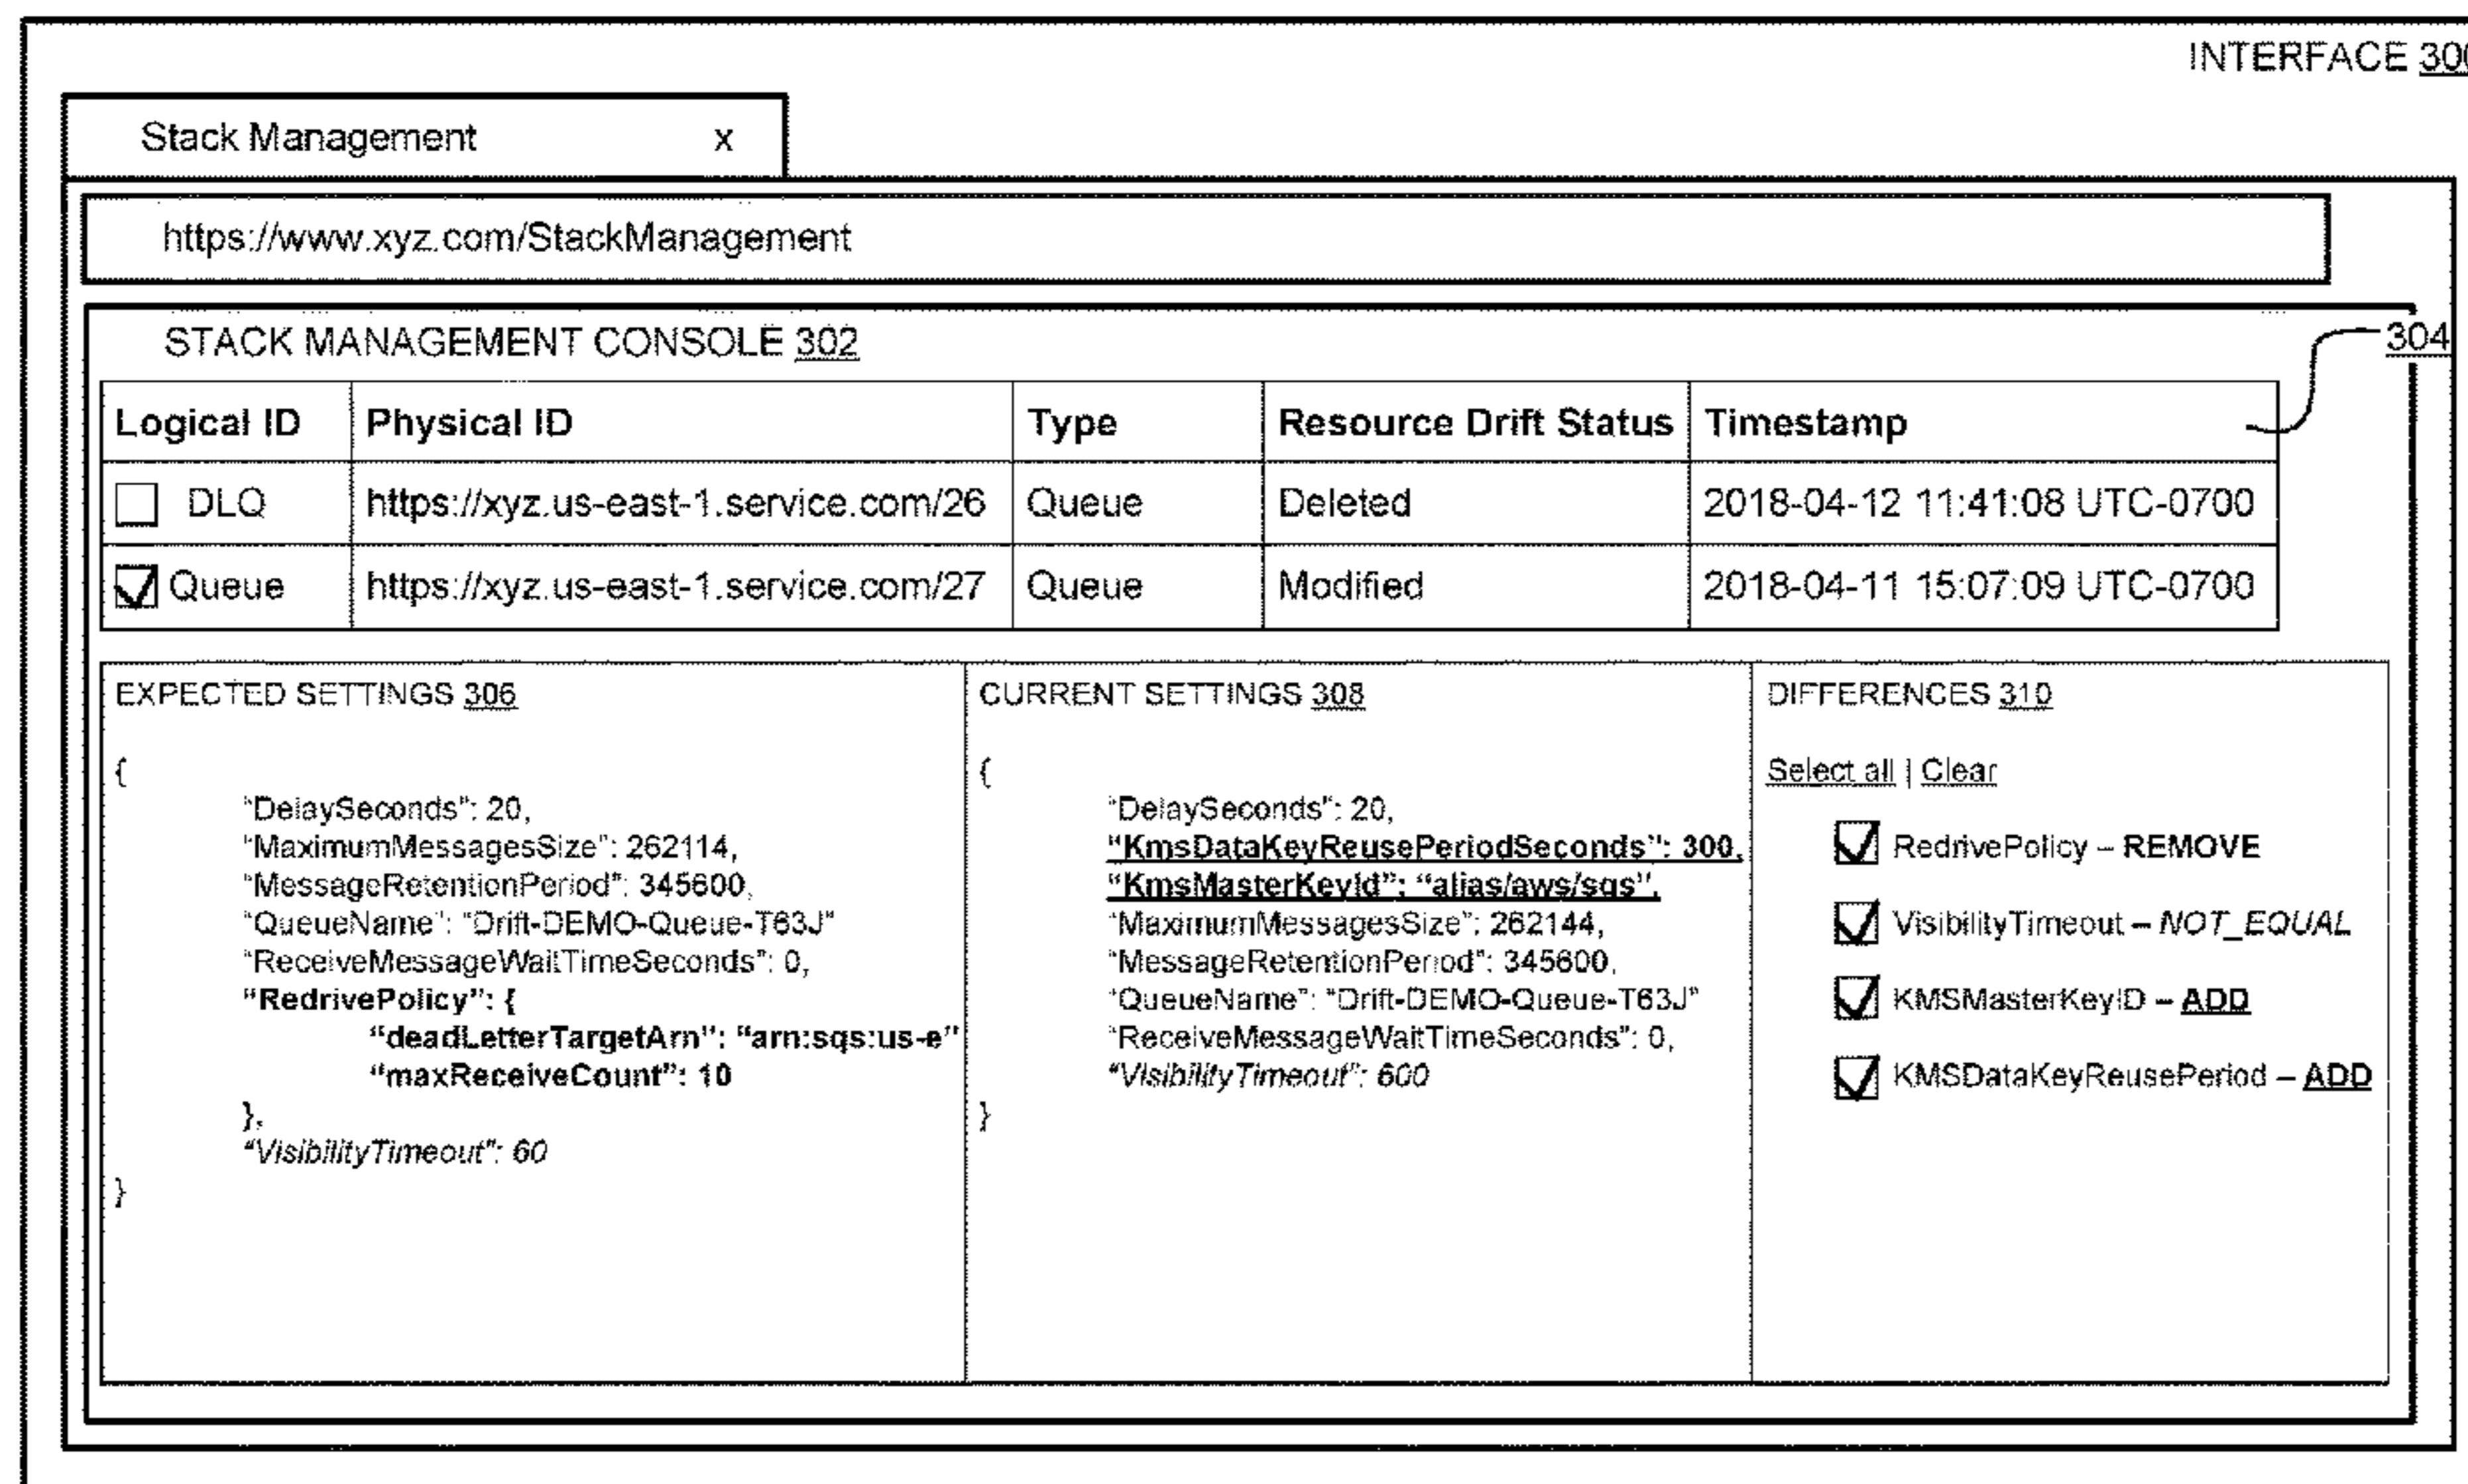 INTERFACE 300
Stack Management x
https://www.xyz.com/StackManagement
STACK MANAGEMENT CONSOLE 302
304
Logical ID Physical ID Type Resource Drift Status Timestamp
DLQ https://xyz.us-east-1.service.com/26 Queue Deleted 2018-04-12 11:41:08 UTC-0700
Queue https://xyz.us-east-1.service.com/27 Queue Modified 2018-04-11 15:07:09 UTC-0700
EXPECTED SETTINGS 306
{
"DelaySeconds": 20,
"MaximumMessagesSize": 262114,
"MessageRetentionPeriod": 345600,
"QueueName": "Drift-DEMO-Queue-T63J"
"ReceiveMessageWaitTimeSeconds": 0,
"RedrivePolicy": {
"deadLetterTargetArn": "arn:sqs:us-e"
"maxReceiveCount": 10
},
"VisibilityTimeout": 60
}
CURRENT SETTINGS 308
{
"DelaySeconds": 20,
"KmsDataKeyReusePeriodSeconds": 300,
"KmsMasterKeyId": "alias/aws/sqs",
"MaximumMessagesSize": 262144,
"MessageRetentionPeriod": 345600,
"QueueName": "Drift-DEMO-Queue-T63J"
"ReceiveMessageWaitTimeSeconds": 0,
"VisibilityTimeout": 600
}
DIFFERENCES 310
Select all | Clear
RedrivePolicy – REMOVE
VisibilityTimeout – NOT_EQUAL
KMSMasterKeyID – ADD
KMSDataKeyReusePeriod – ADD